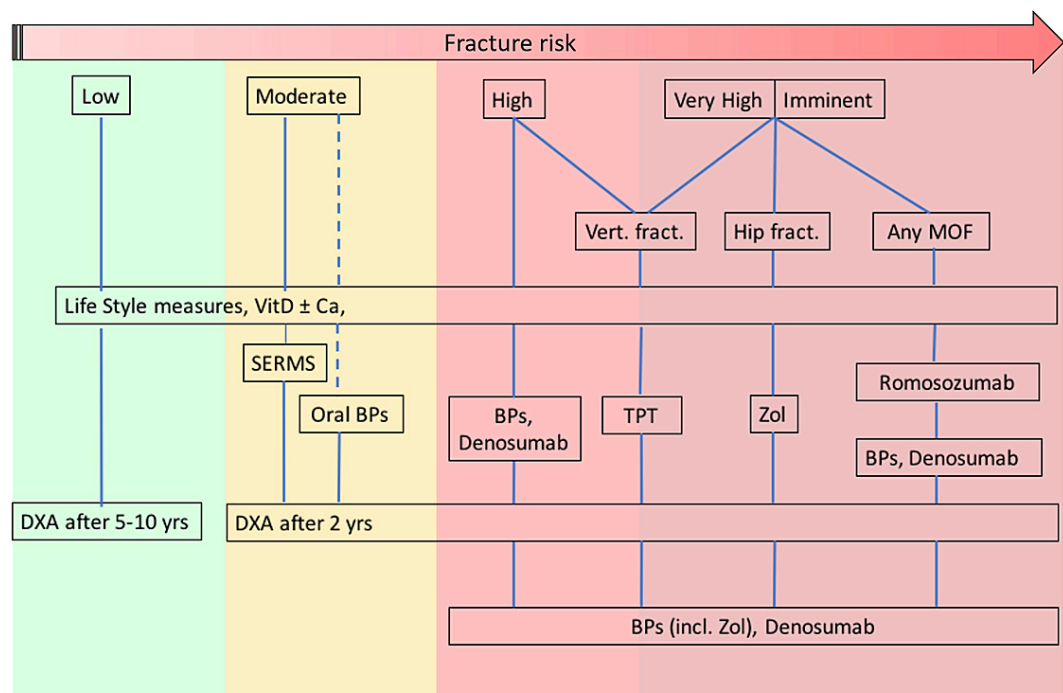 Fracture risk
Low
Moderate
High
Very High
Imminent
Vert. fract.
Hip fract.
Any MOF
Life Style measures, VitD ± Ca,
SERMS
Romosozumab
Oral BPs
BPs,
Denosumab
TPT
Zol
BPs, Denosumab
DXA after 5-10 yrs
DXA after 2 yrs
BPs (incl. Zol), Denosumab